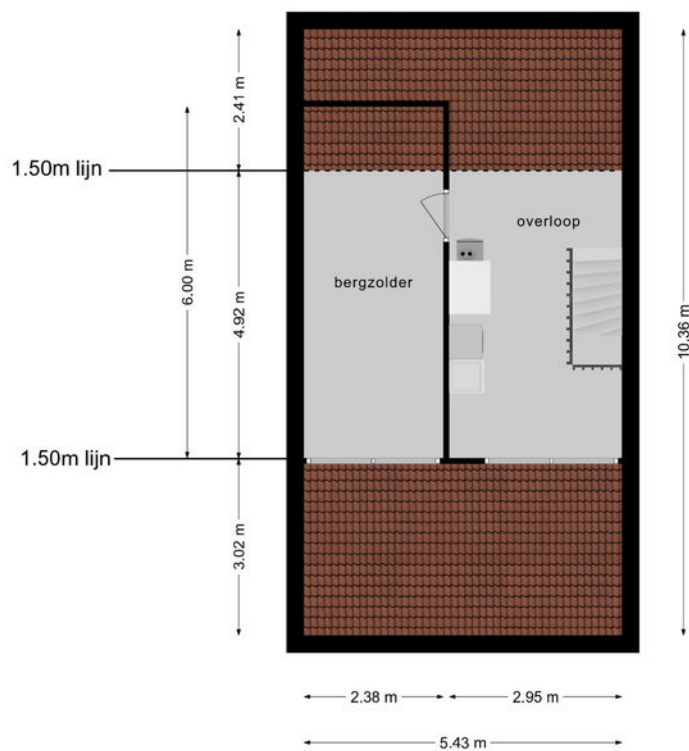 2.41 m
1.50m lijn
overloop
6.00 m
4.92 m
bergzolder
10.36 m
1.50m lijn
3.02 m
2.38 m
2.95 m
5.43 m